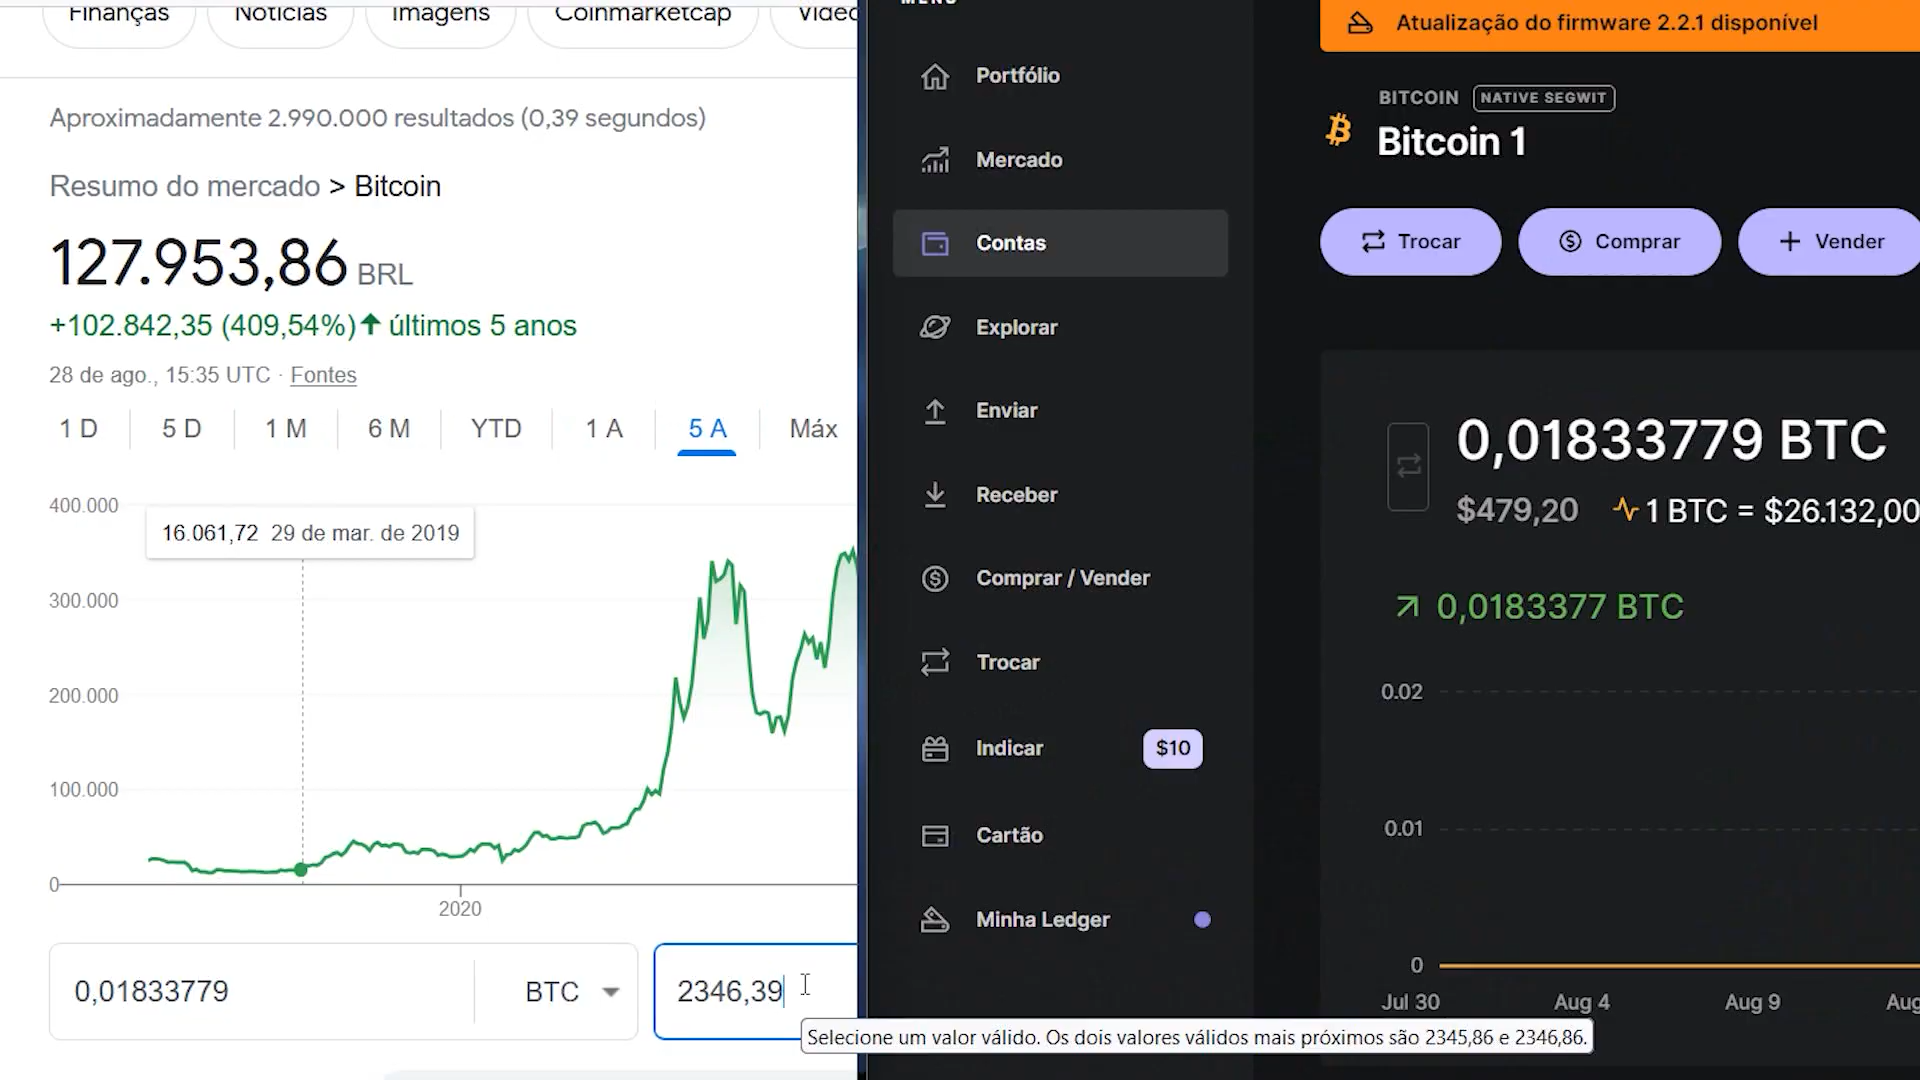 Finanças
Notícias
Imagens
Coinmarketcap
Aproximadamente 2.990.000 resultados (0,39 segundos)
Resumo do mercado > Bitcoin
127.953,86 BRL
+102.842,35 (409,54%) últimos 5 anos
28 de ago., 15:35 UTC · Fontes
1 D
5 D
1 M
6 M
YTD
1 A
5 A
Máx
400.000
300.000
200.000
100.000
0
16.061,72 29 de mar. de 2019
2020
0,01833779
BTC
2346,39
Selecione um valor válido. Os dois valores válidos mais próximos são 2345,86 e 2346,86.
MENU
Portfólio
Mercado
Contas
Explorar
Enviar
Receber
Comprar / Vender
Trocar
Indicar
$10
Cartão
Minha Ledger
Atualização do firmware 2.2.1 disponível
BITCOIN
NATIVE SEGWIT
Bitcoin 1
Trocar
Comprar
Vender
0,01833779 BTC
$479,20
1 BTC = $26.132,00
0,0183377 BTC
0.02
0.01
0
Jul 30
Aug 4
Aug 9